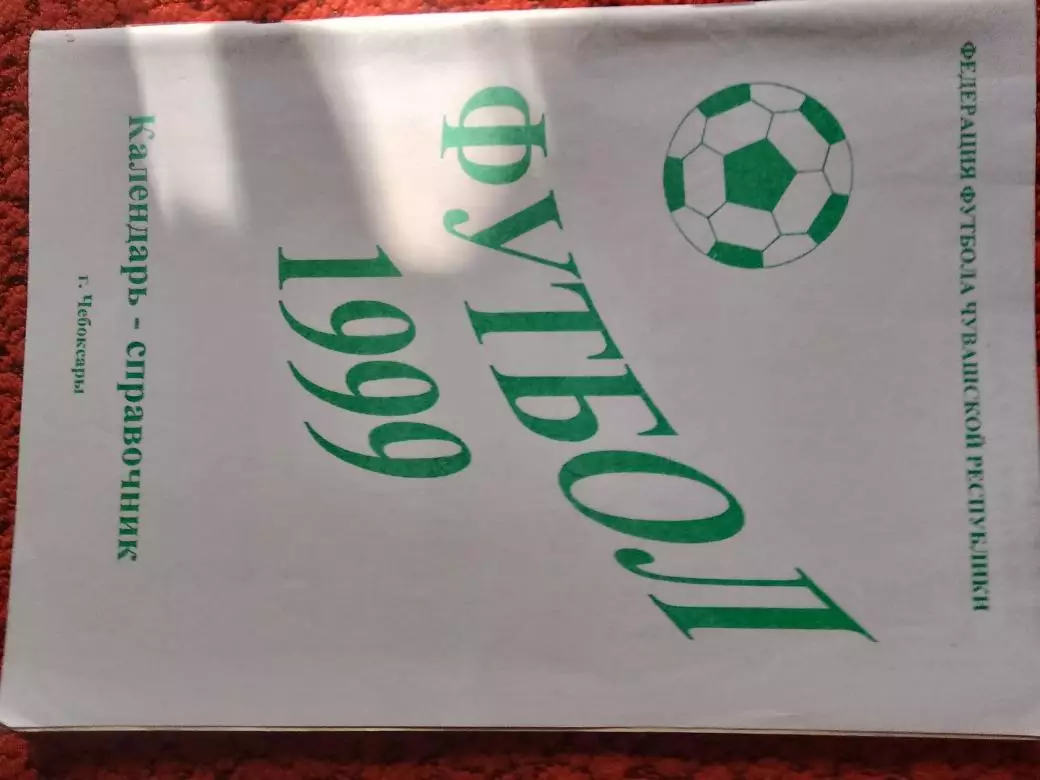 ФЕДЕРАЦИЯ ФУТБОЛА ЧУВАШСКОЙ РЕСПУБЛИКИ
ФУТБОЛ
1999
Календарь - справочник
г. Чебоксары